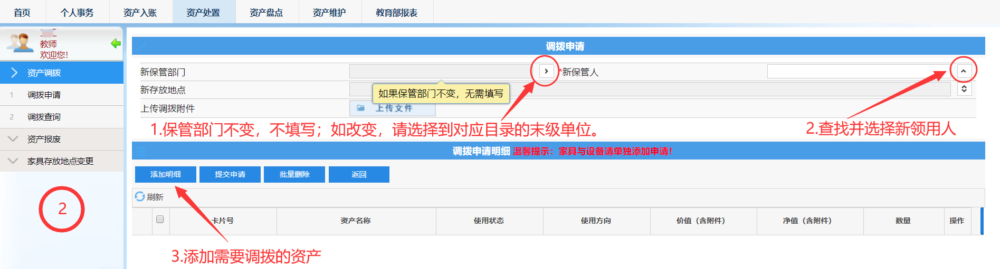 首页 个人事务 资产入账 资产处置 资产盘点 资产维护 教育部报表
教师
欢迎您!
资产调拨
1 调拨申请
2 调拨查询
资产报废
家具存放地点变更
2
调拨申请
新保管部门 *新保管人
如果保管部门不变，无需填写
新存放地点
上传调拨附件 上传文件
1.保管部门不变，不填写；如改变，请选择到对应目录的末级单位。
2.查找并选择新领用人
调拨申请明细 温馨提示：家具与设备请单独添加申请！
添加明细 提交申请 批量删除 返回
刷新
卡片号 资产名称 使用状态 使用方向 价值（含附件） 净值（含附件） 数量 操作
3.添加需要调拨的资产